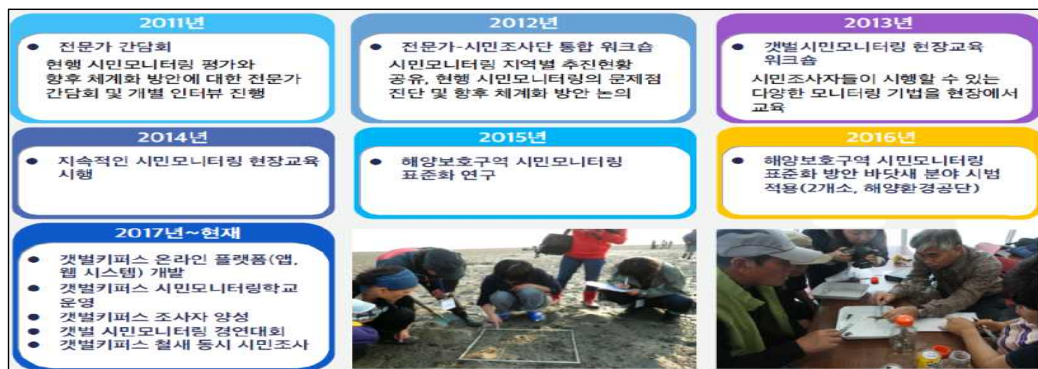 2011년
● 전문가 간담회
현행 시민모니터링 평가와
향후 체계화 방안에 대한 전문가
간담회 및 개별 인터뷰 진행
2012년
● 전문가-시민조사단 통합 워크숍
시민모니터링 지역별 추진현황
공유, 현행 시민모니터링의 문제점
진단 및 향후 체계화 방안 논의
2013년
● 갯벌시민모니터링 현장교육
워크숍
시민조사자들이 시행할 수 있는
다양한 모니터링 기법을 현장에서
교육
2014년
● 지속적인 시민모니터링 현장교육
시행
2015년
● 해양보호구역 시민모니터링
표준화 연구
2016년
● 해양보호구역 시민모니터링
표준화 방안 바닷새 분야 시범
적용(2개소, 해양환경공단)
2017년~현재
● 갯벌키퍼스 온라인 플랫폼(앱,
웹 시스템) 개발
● 갯벌키퍼스 시민모니터링학교
운영
● 갯벌키퍼스 조사자 양성
● 갯벌 시민모니터링 경연대회
● 갯벌키퍼스 철새 동시 시민조사